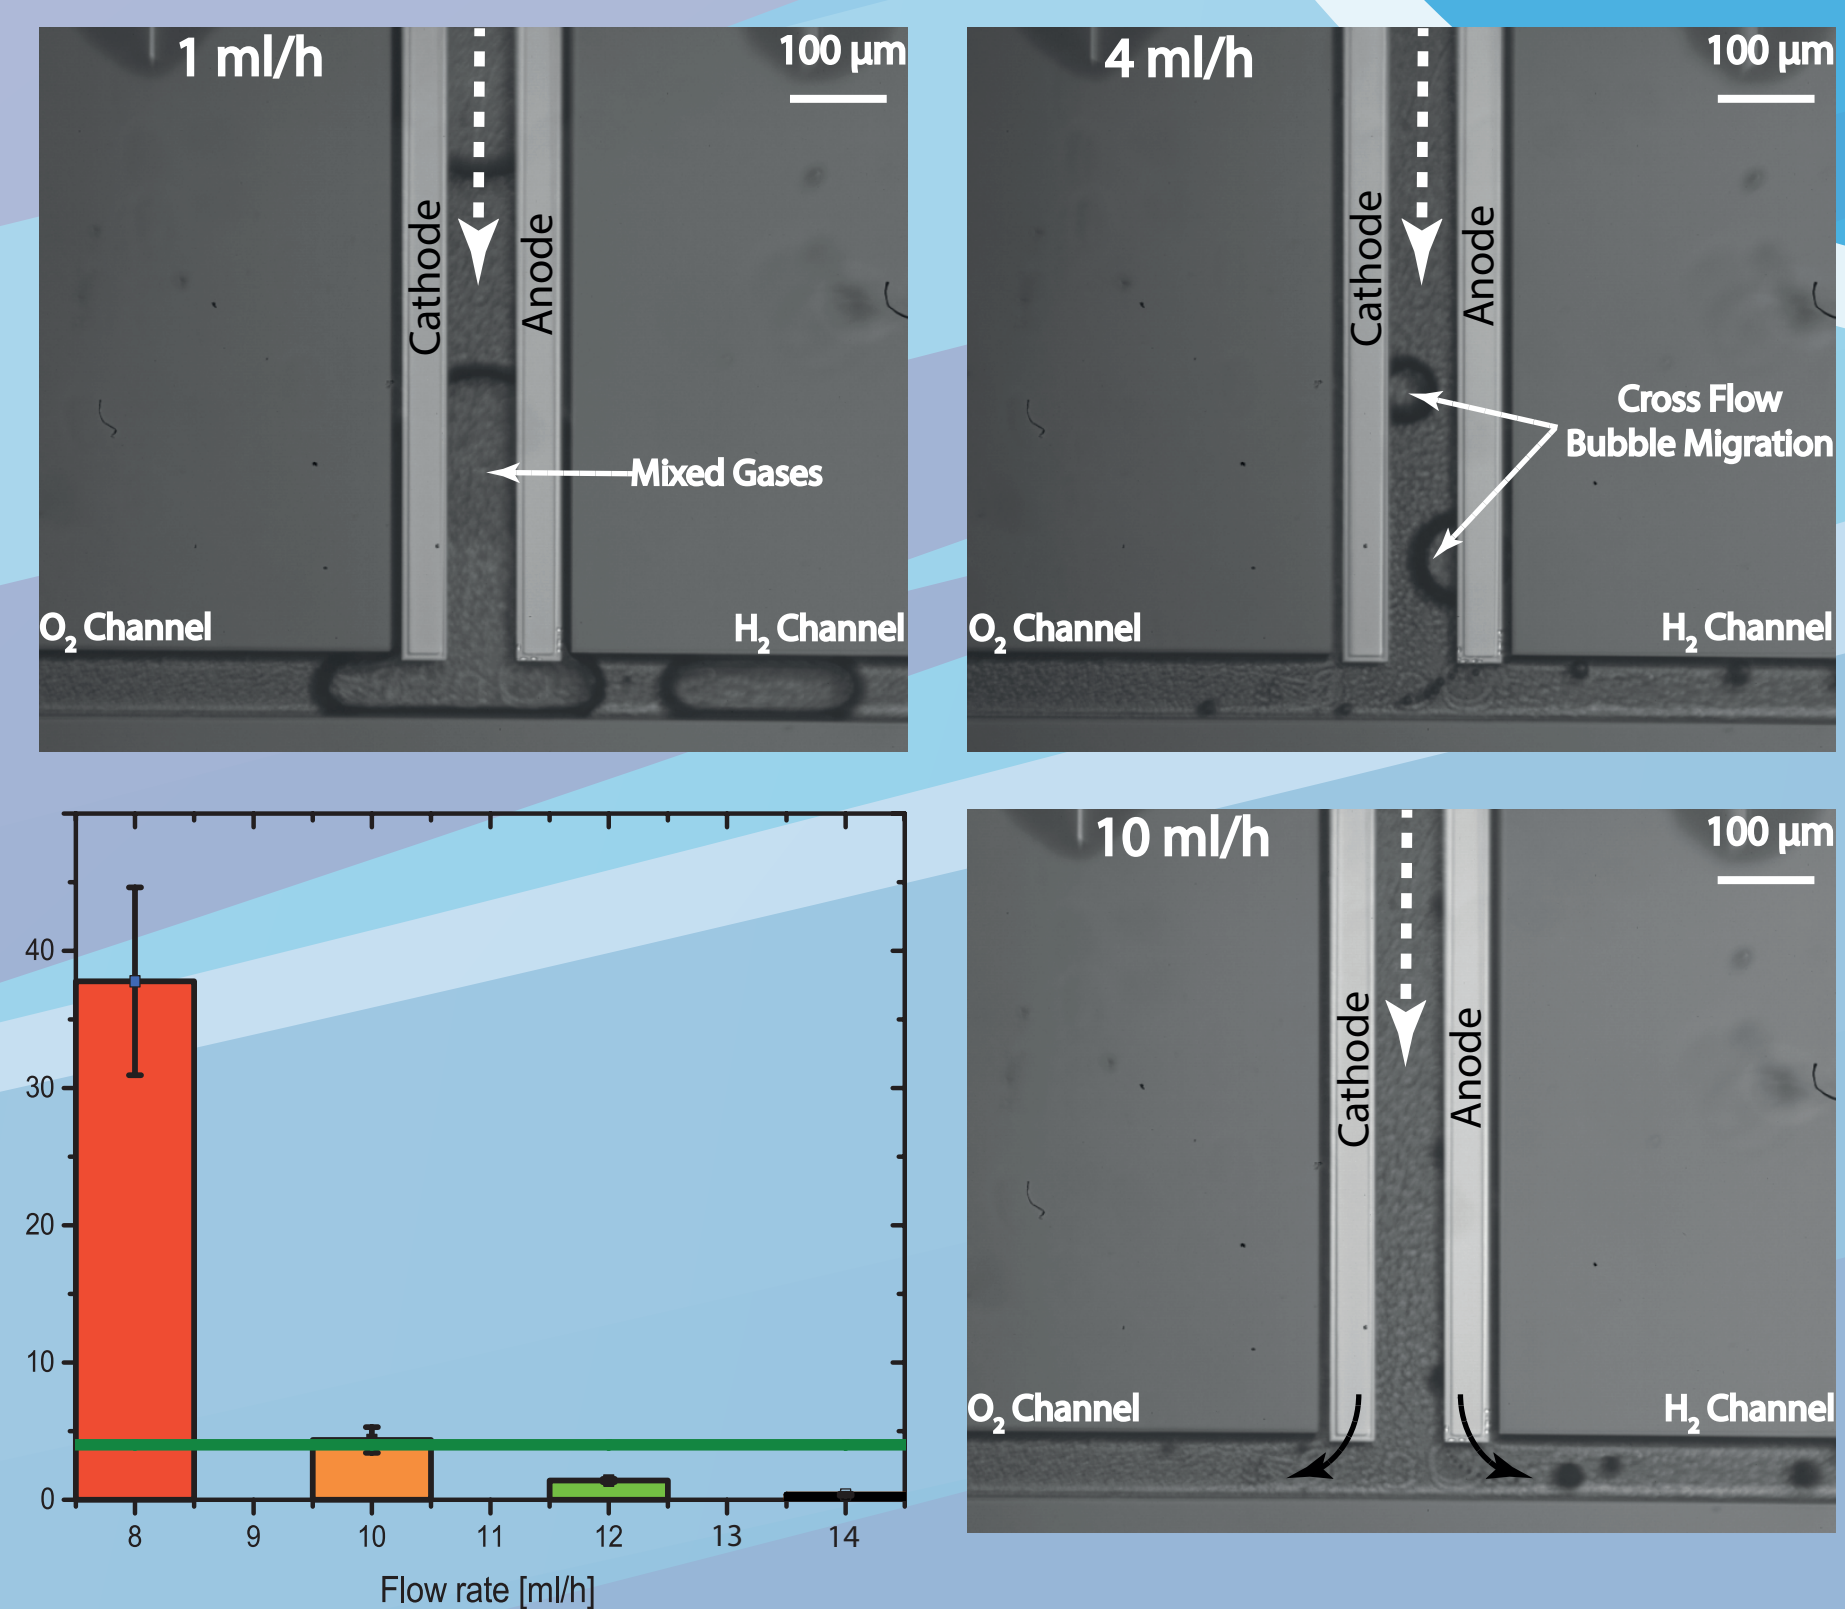 1 ml/h
100 µm
Cathode
Anode
Mixed Gases
O₂ Channel
H₂ Channel
4 ml/h
100 µm
Cathode
Anode
Cross Flow
Bubble Migration
O₂ Channel
H₂ Channel
40
30
20
10
0
8 9 10 11 12 13 14
Flow rate [ml/h]
10 ml/h
100 µm
Cathode
Anode
O₂ Channel
H₂ Channel